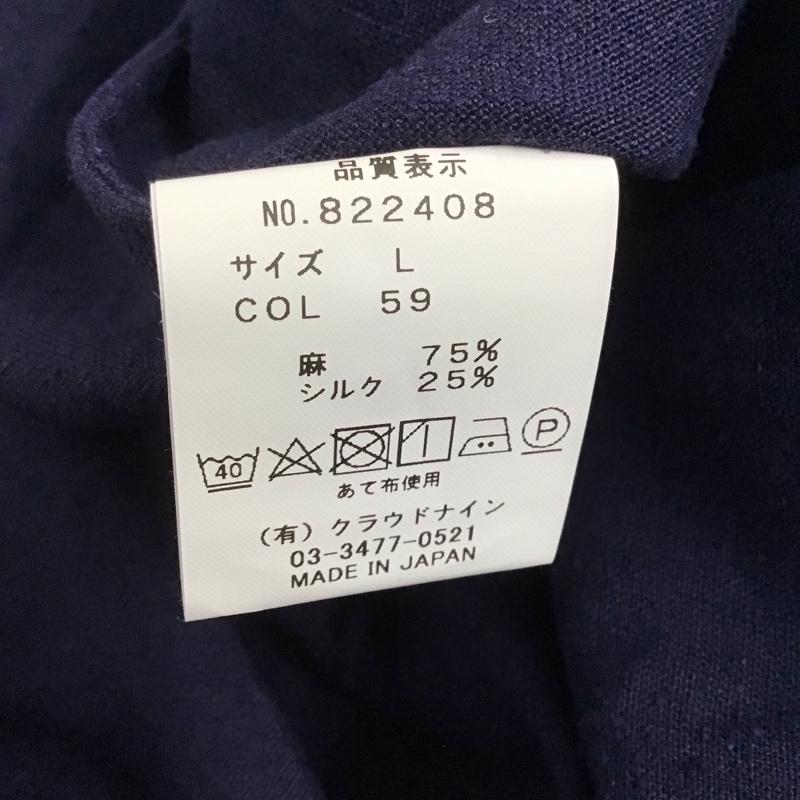 品質表示
NO.822408
サイズ L
COL 59
麻 75%
シルク 25%
40 P
あて布使用
(有)クラウドナイン
03-3477-0521
MADE IN JAPAN